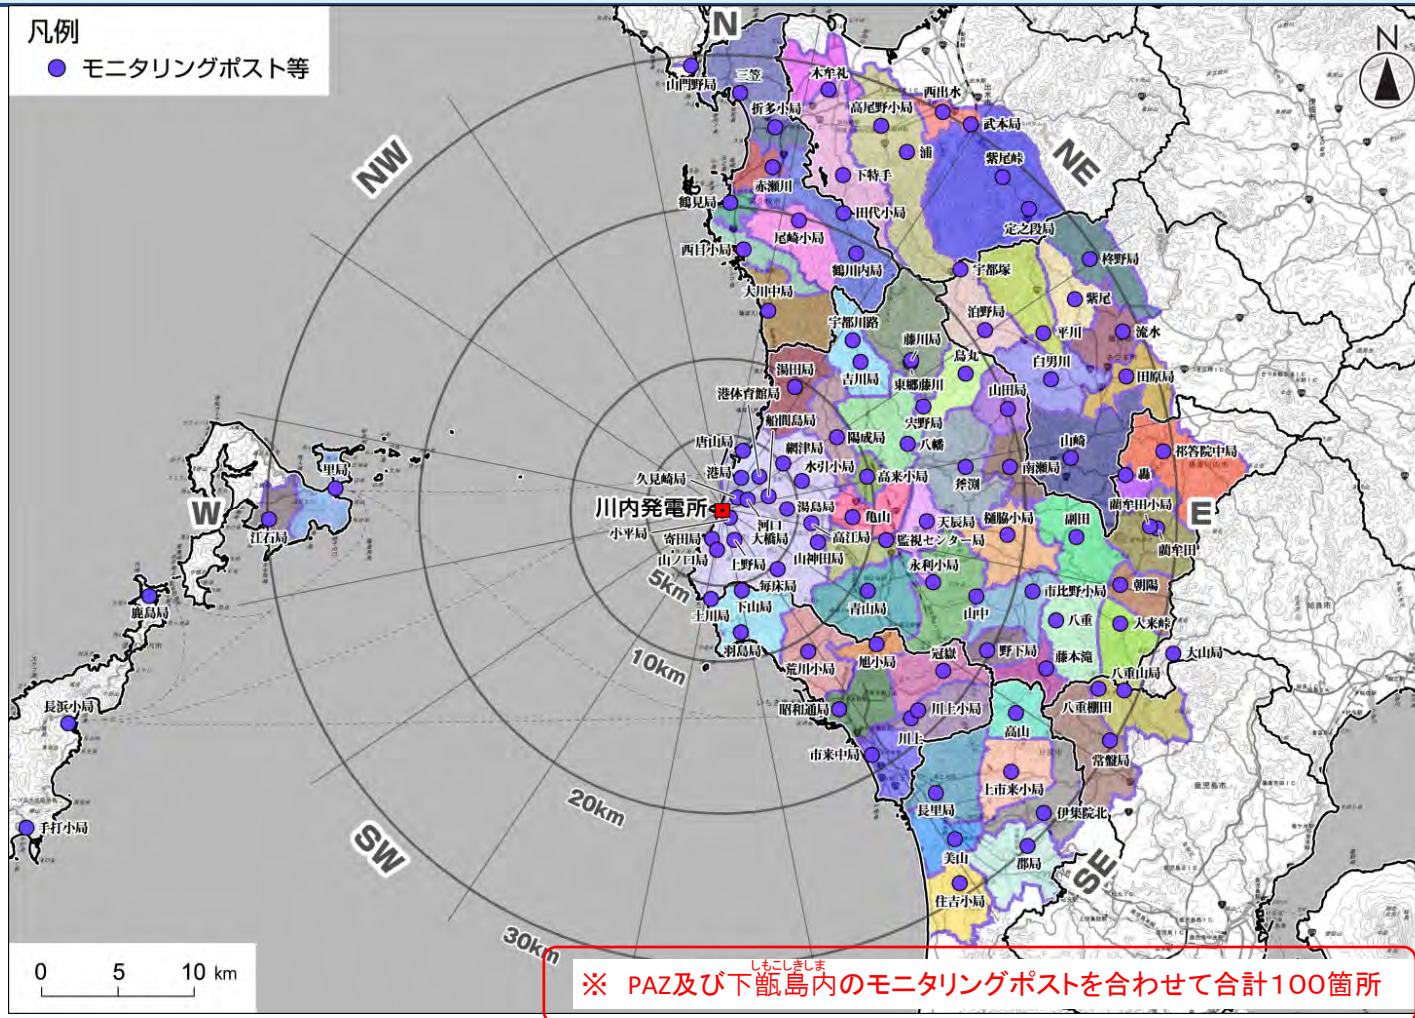 凡例
モニタリングポスト等
N
N
NW
NE
W
E
SW
SE
山門野局
三笠
木牟礼
折多小局
高尾野小局
西出水
武本局
浦
紫尾峠
赤瀬川
下特手
鶴見局
田代小局
定之段局
尾崎小局
西目小局
鶴川内局
宇都塚
柊野局
大川中局
紫尾
宇都川路
泊野局
平川
流水
藤川局
鳥丸
白男川
吉川局
東郷藤川
田原局
湯田局
港体育館局
山田局
船間島局
宍野局
唐山局
網津局
陽成局
八幡
山崎
祁答院中局
港局
水引小局
高来小局
斧渕
南瀬局
轟
久見崎局
里局
川内発電所
湯島局
亀山
天辰局
樋脇小局
副田
藺牟田小局
藺牟田
江石局
小平局
寄田局
河口
大橋局
高江局
監視センター局
山ノ口局
上野局
山神田局
永利小局
毎床局
青山局
山中
市比野小局
朝陽
鹿島局
土川局
下山局
八重
入来峠
羽島局
荒川小局
旭小局
冠嶽
野下局
藤本滝
大山局
八重山局
八重棚田
長浜小局
昭和通局
川上小局
川上
高山
常盤局
市来中局
上市来小局
長里局
伊集院北
手打小局
美山
郡局
住吉小局
5km
10km
20km
30km
0 5 10 km
しもこしきしま
※ PAZ及び下甑島内のモニタリングポストを合わせて合計100箇所